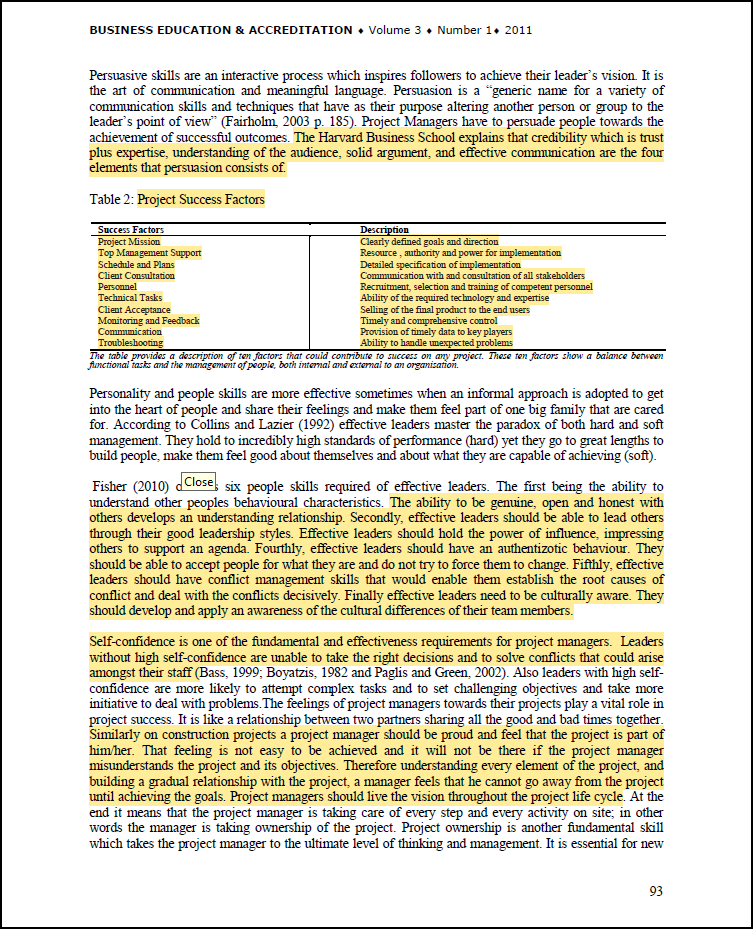 BUSINESS EDUCATION & ACCREDITATION ♦ Volume 3 ♦ Number 1♦ 2011
Persuasive skills are an interactive process which inspires followers to achieve their leader's vision. It is
the art of communication and meaningful language. Persuasion is a “generic name for a variety of
communication skills and techniques that have as their purpose altering another person or group to the
leader's point of view” (Fairholm, 2003 p. 185). Project Managers have to persuade people towards the
achievement of successful outcomes. The Harvard Business School explains that credibility which is trust
plus expertise, understanding of the audience, solid argument, and effective communication are the four
elements that persuasion consists of.
Table 2: Project Success Factors
Success Factors Description
Project Mission Clearly defined goals and direction
Top Management Support Resource , authority and power for implementation
Schedule and Plans Detailed specification of implementation
Client Consultation Communication with and consultation of all stakeholders
Personnel Recruitment, selection and training of competent personnel
Technical Tasks Ability of the required technology and expertise
Client Acceptance Selling of the final product to the end users
Monitoring and Feedback Timely and comprehensive control
Communication Provision of timely data to key players
Troubleshooting Ability to handle unexpected problems
The table provides a description of ten factors that could contribute to success on any project. These ten factors show a balance between
functional tasks and the management of people, both internal and external to an organisation.
Personality and people skills are more effective sometimes when an informal approach is adopted to get
into the heart of people and share their feelings and make them feel part of one big family that are cared
for. According to Collins and Lazier (1992) effective leaders master the paradox of both hard and soft
management. They hold to incredibly high standards of performance (hard) yet they go to great lengths to
build people, make them feel good about themselves and about what they are capable of achieving (soft).
Fisher (2010) Close six people skills required of effective leaders. The first being the ability to
understand other peoples behavioural characteristics. The ability to be genuine, open and honest with
others develops an understanding relationship. Secondly, effective leaders should be able to lead others
through their good leadership styles. Effective leaders should hold the power of influence, impressing
others to support an agenda. Fourthly, effective leaders should have an authentizotic behaviour. They
should be able to accept people for what they are and do not try to force them to change. Fifthly, effective
leaders should have conflict management skills that would enable them establish the root causes of
conflict and deal with the conflicts decisively. Finally effective leaders need to be culturally aware. They
should develop and apply an awareness of the cultural differences of their team members.
Self-confidence is one of the fundamental and effectiveness requirements for project managers. Leaders
without high self-confidence are unable to take the right decisions and to solve conflicts that could arise
amongst their staff (Bass, 1999; Boyatzis, 1982 and Paglis and Green, 2002). Also leaders with high self-
confidence are more likely to attempt complex tasks and to set challenging objectives and take more
initiative to deal with problems.The feelings of project managers towards their projects play a vital role in
project success. It is like a relationship between two partners sharing all the good and bad times together.
Similarly on construction projects a project manager should be proud and feel that the project is part of
him/her. That feeling is not easy to be achieved and it will not be there if the project manager
misunderstands the project and its objectives. Therefore understanding every element of the project, and
building a gradual relationship with the project, a manager feels that he cannot go away from the project
until achieving the goals. Project managers should live the vision throughout the project life cycle. At the
end it means that the project manager is taking care of every step and every activity on site; in other
words the manager is taking ownership of the project. Project ownership is another fundamental skill
which takes the project manager to the ultimate level of thinking and management. It is essential for new
93